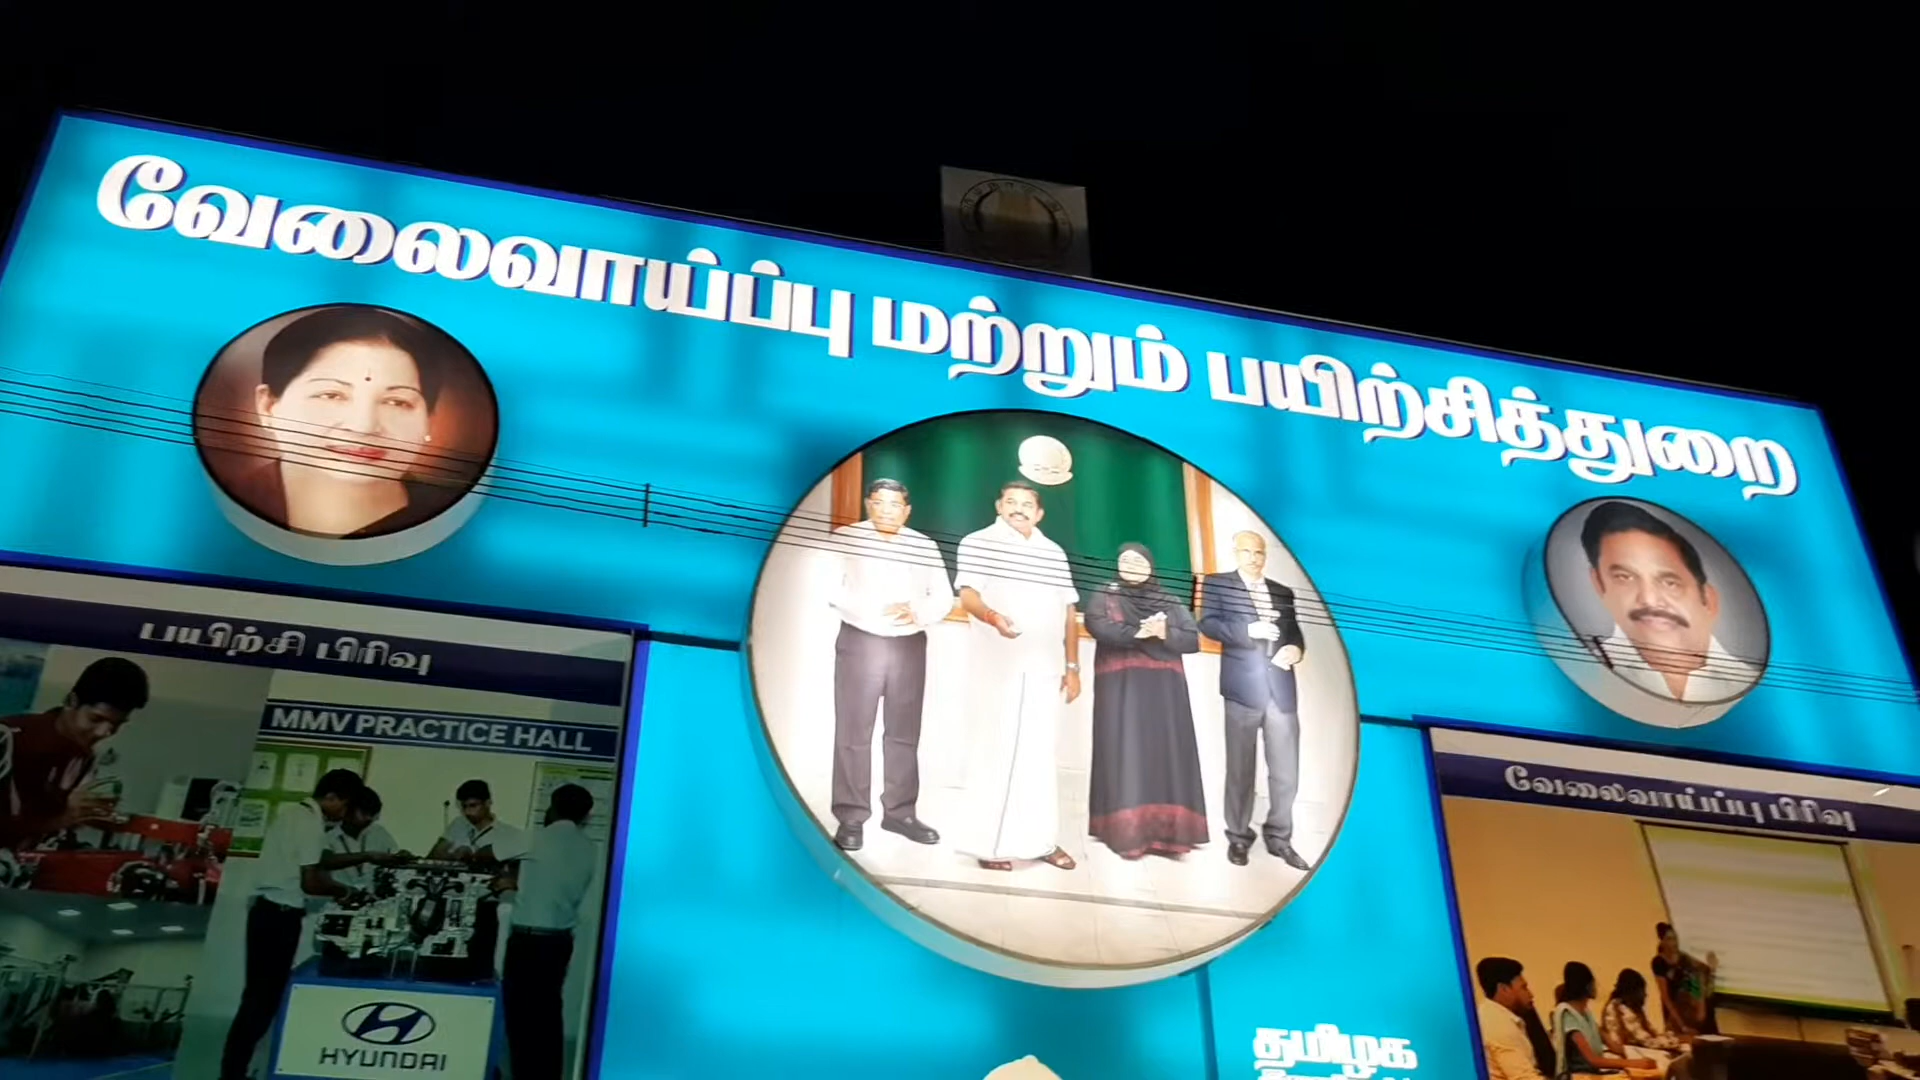 வேலைவாய்ப்பு மற்றும் பயிற்சித்துறை
பயிற்சி பிரிவு
MMV PRACTICE HALL
HYUNDAI
வேலைவாய்ப்பு பிரிவு
தமிழக